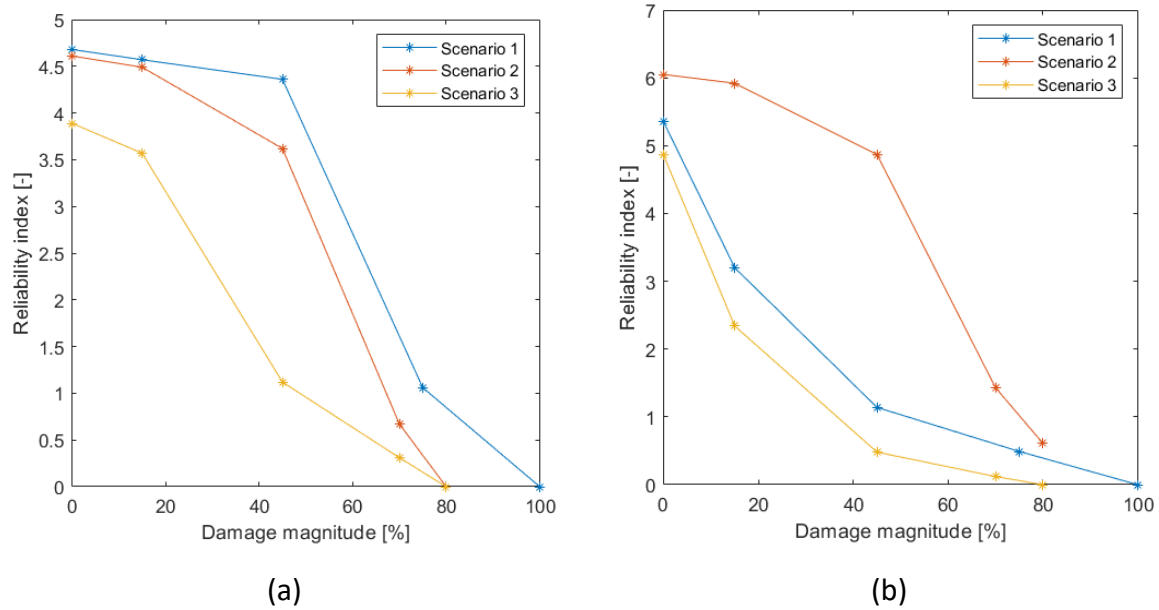 5
4.5
4
3.5
3
2.5
2
1.5
1
0.5
0
Reliability index [-]
0 20 40 60 80 100
Damage magnitude [%]
Scenario 1
Scenario 2
Scenario 3
(a)
7
6
5
4
3
2
1
0
Reliability index [-]
0 20 40 60 80 100
Damage magnitude [%]
Scenario 1
Scenario 2
Scenario 3
(b)